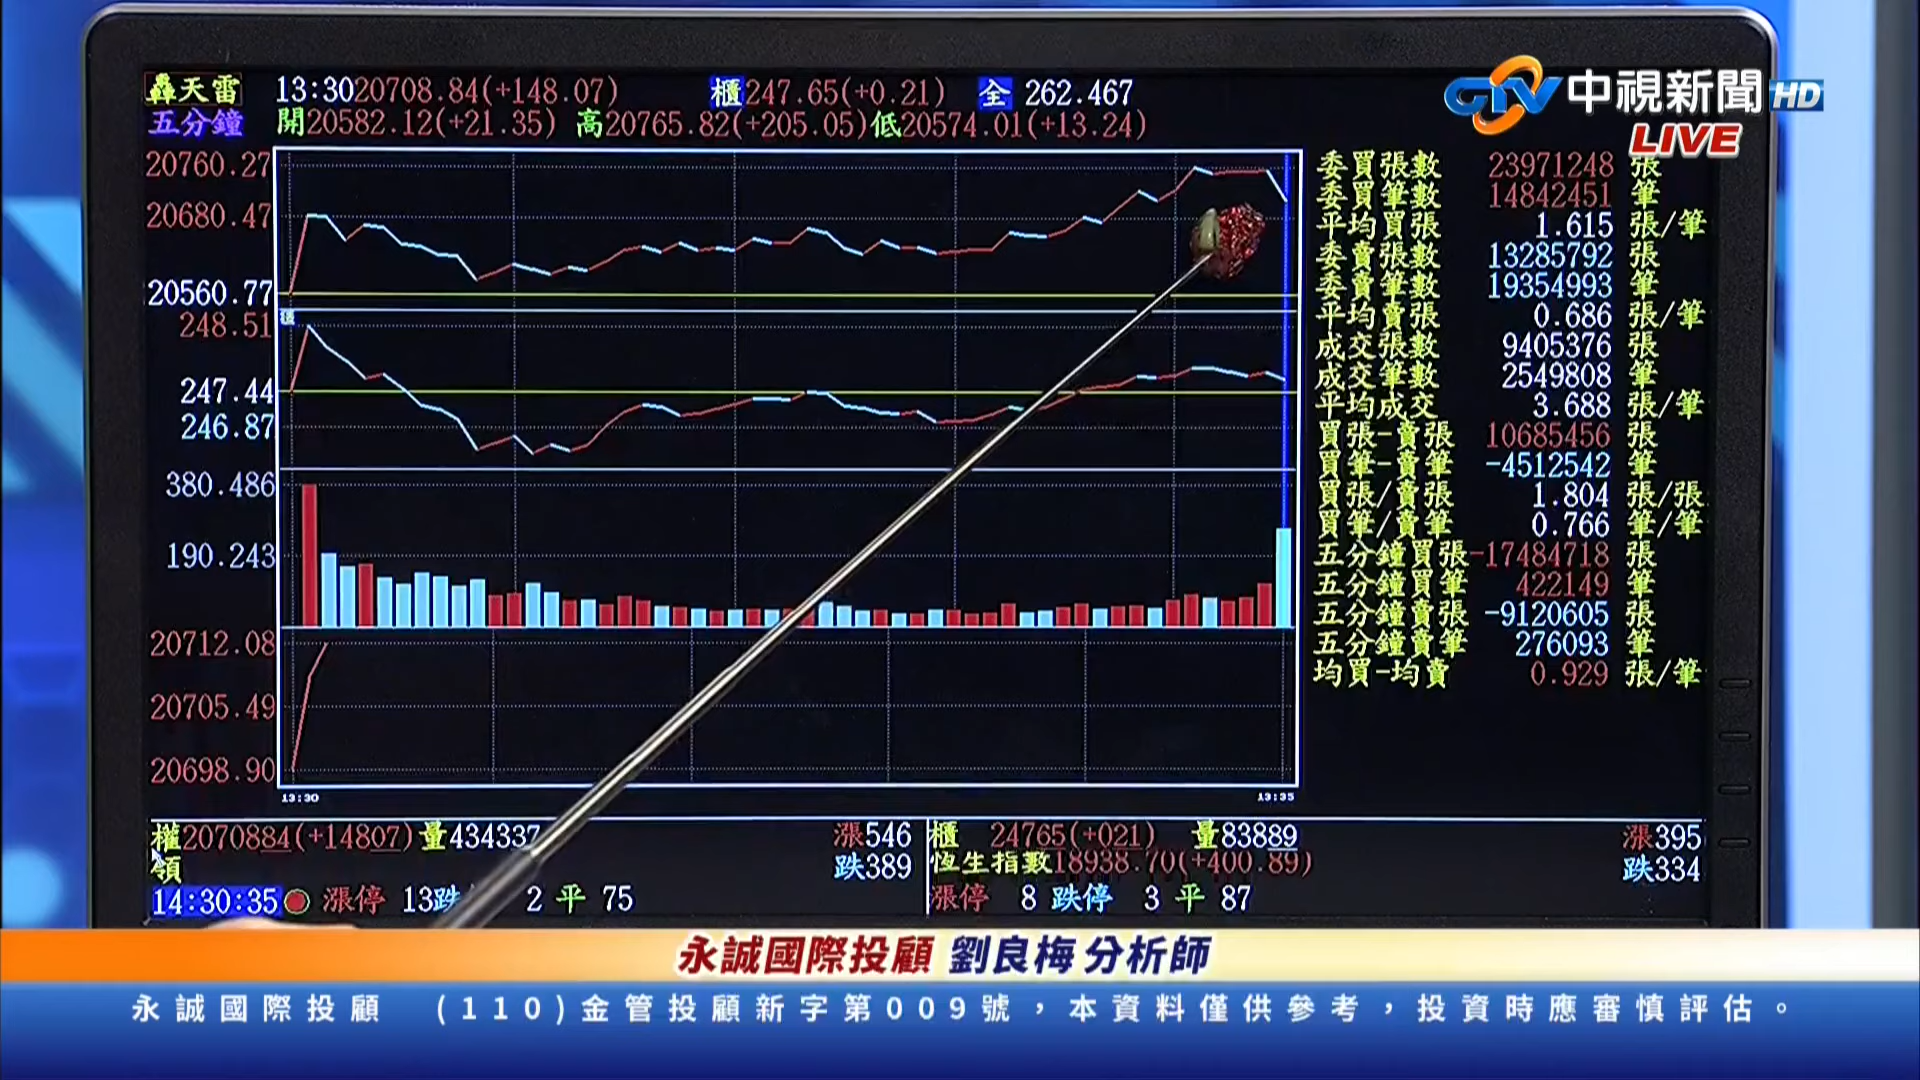 轟天雷 13:30 20708.84(+148.07) 櫃247.65(+0.21) 全 262.467
五分鐘 開20582.12(+21.35) 高20765.82(+205.05)低20574.01(+13.24)
CTV 中視新聞 HD
LIVE
20760.27
20680.47
20560.77
248.51
247.44
246.87
380.486
190.243
20712.08
20705.49
20698.90
13:30 13:35
委買張數 23971248 張
委買筆數 14842451 筆
平均買張 1.615 張/筆
委賣張數 13285792 張
委賣筆數 19354993 筆
平均賣張 0.686 張/筆
成交張數 9405376 張
成交筆數 2549808 筆
平均成交 3.688 張/筆
買張-賣張 10685456 張
買筆-賣筆 -4512542 筆
買張/賣張 1.804 張/張
買筆/賣筆 0.766 筆/筆
五分鐘買張 -17484718 張
五分鐘買筆 422149 筆
五分鐘賣張 -9120605 張
五分鐘賣筆 276093 筆
均買-均賣 0.929 張/筆
權2070884(+14807) 量434337 漲546
領 跌389
14:30:35 漲停 13跌 2 平 75
櫃 24765(+021) 量83889 漲395
恆生指數18938.70(+400.89) 跌334
漲停 8 跌停 3 平 87
永誠國際投顧 劉良梅 分析師
永誠國際投顧 (110)金管投顧新字第009號，本資料僅供參考，投資時應審慎評估。